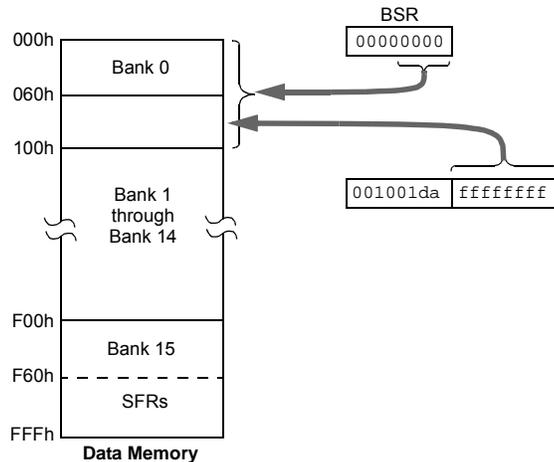 BSR
00000000
000h
Bank 0
060h
100h
Bank 1
through
Bank 14
001001da ffffffff
F00h
Bank 15
F60h
SFRs
FFFh
Data Memory